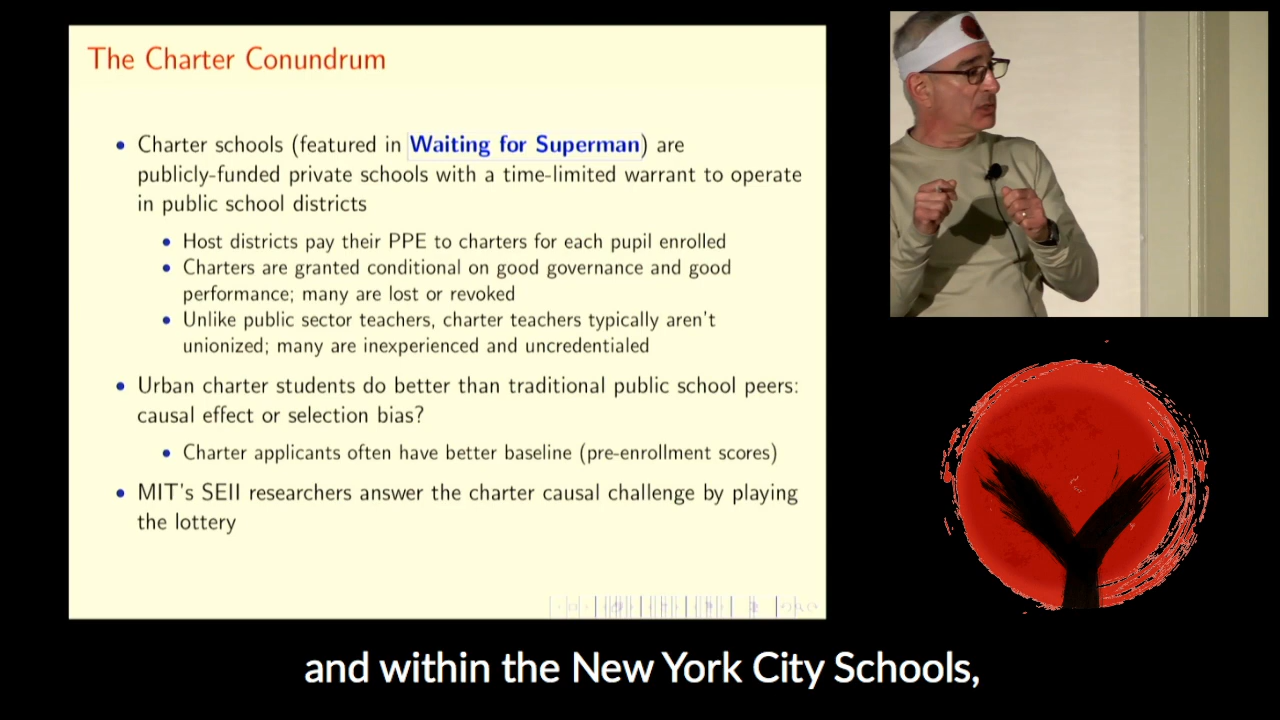 The Charter Conundrum
• Charter schools (featured in Waiting for Superman) are
publicly-funded private schools with a time-limited warrant to operate
in public school districts
• Host districts pay their PPE to charters for each pupil enrolled
• Charters are granted conditional on good governance and good
performance; many are lost or revoked
• Unlike public sector teachers, charter teachers typically aren't
unionized; many are inexperienced and uncredentialed
• Urban charter students do better than traditional public school peers:
causal effect or selection bias?
• Charter applicants often have better baseline (pre-enrollment scores)
• MIT's SEII researchers answer the charter causal challenge by playing
the lottery
and within the New York City Schools,